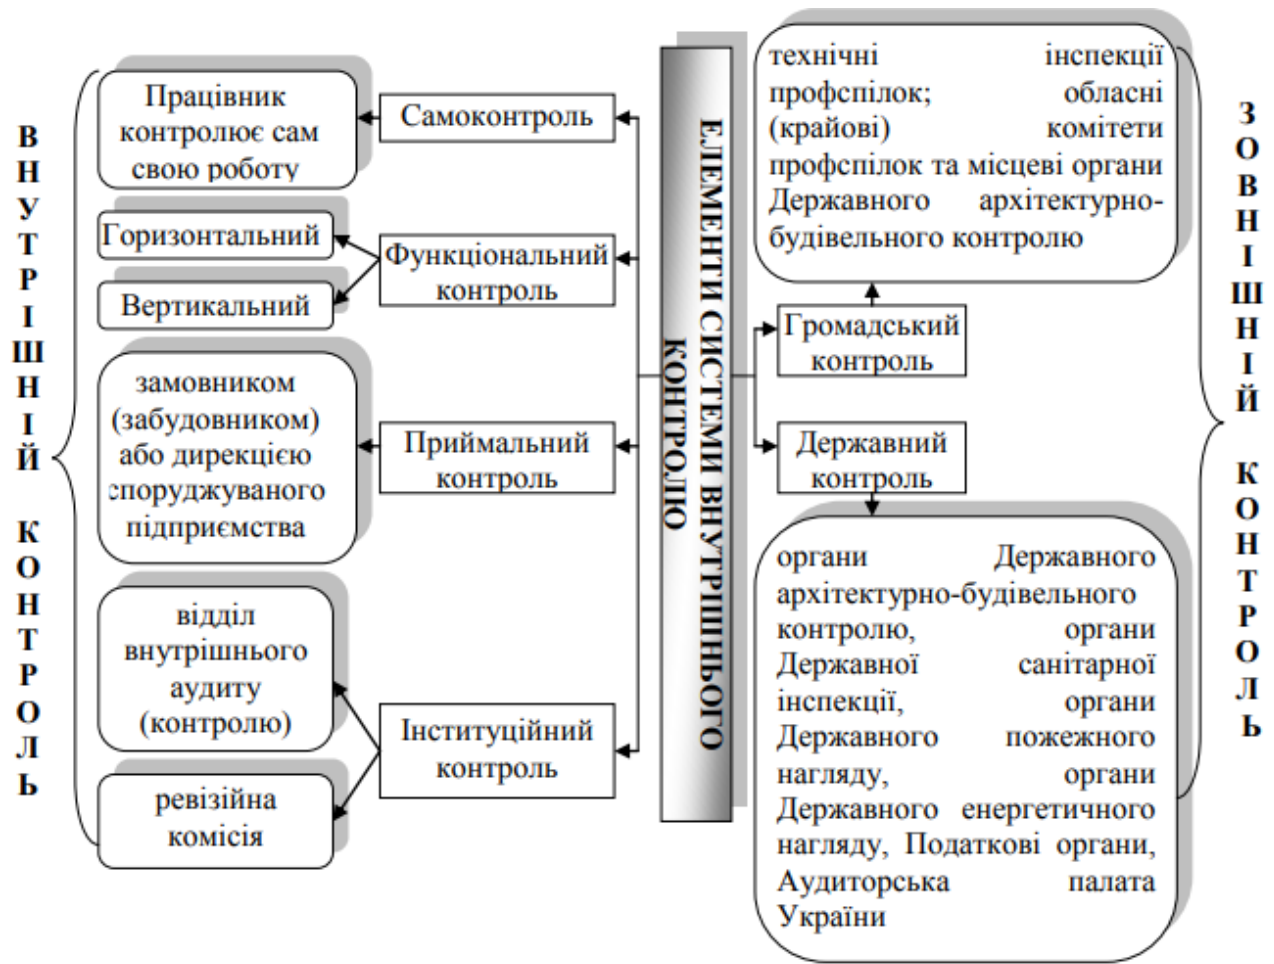 ВНУТРІШНІЙ КОНТРОЛЬ
Працівник
контролює сам
свою роботу
Самоконтроль
Горизонтальний
Вертикальний
Функціональний
контроль
замовником
(забудовником)
або дирекцією
споруджуваного
підприємства
Приймальний
контроль
відділ
внутрішнього
аудиту
(контролю)
ревізійна
комісія
Інституційний
контроль
ЕЛЕМЕНТИ СИСТЕМИ ВНУТРІШНЬОГО
КОНТРОЛЮ
технічні інспекції
профспілок; обласні
(крайові) комітети
профспілок та місцеві органи
Державного архітектурно-
будівельного контролю
Громадський
контроль
Державний
контроль
органи Державного
архітектурно-будівельного
контролю, органи
Державної санітарної
інспекції, органи
Державного пожежного
нагляду, органи
Державного енергетичного
нагляду, Податкові органи,
Аудиторська палата
України
ЗОВНІШНІЙ КОНТРОЛЬ